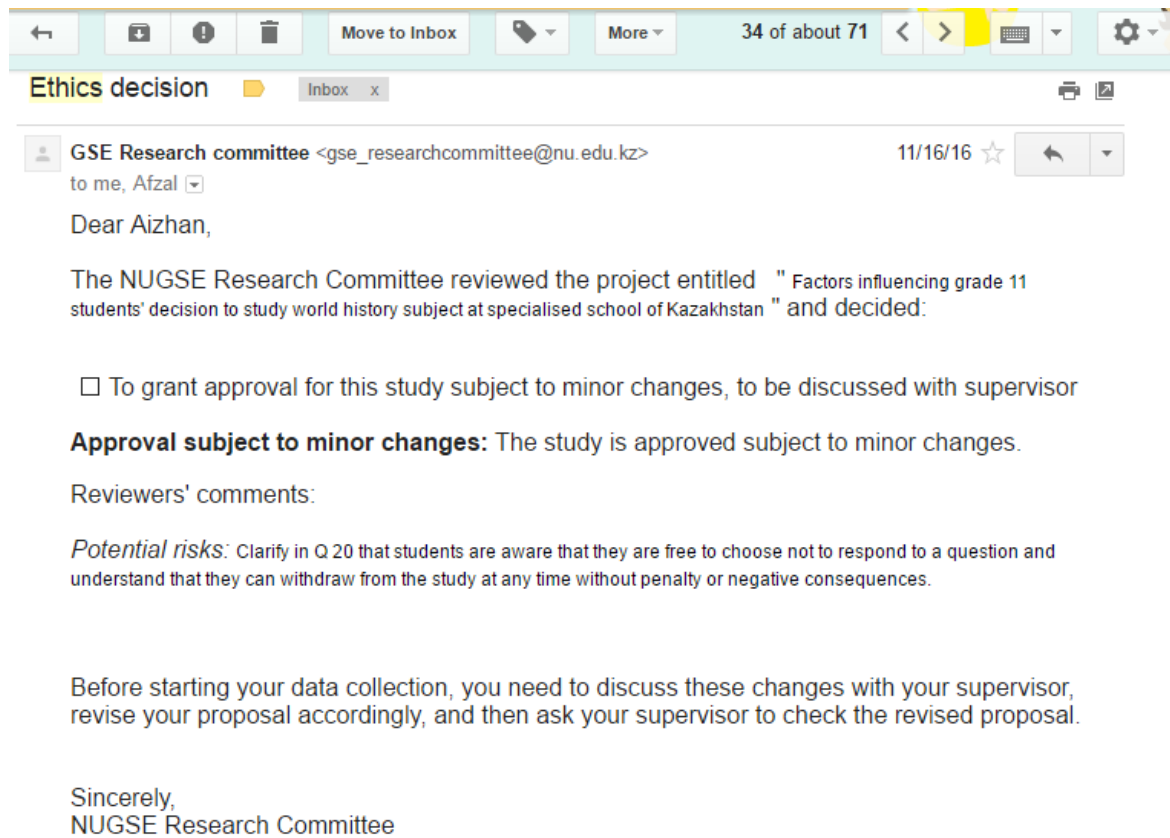 Move to Inbox More 34 of about 71
Ethics decision Inbox x
GSE Research committee <gse_researchcommittee@nu.edu.kz> 11/16/16
to me, Afzal
Dear Aizhan,
The NUGSE Research Committee reviewed the project entitled " Factors influencing grade 11
students' decision to study world history subject at specialised school of Kazakhstan " and decided:
☐ To grant approval for this study subject to minor changes, to be discussed with supervisor
Approval subject to minor changes: The study is approved subject to minor changes.
Reviewers' comments:
Potential risks: Clarify in Q 20 that students are aware that they are free to choose not to respond to a question and
understand that they can withdraw from the study at any time without penalty or negative consequences.
Before starting your data collection, you need to discuss these changes with your supervisor,
revise your proposal accordingly, and then ask your supervisor to check the revised proposal.
Sincerely,
NUGSE Research Committee